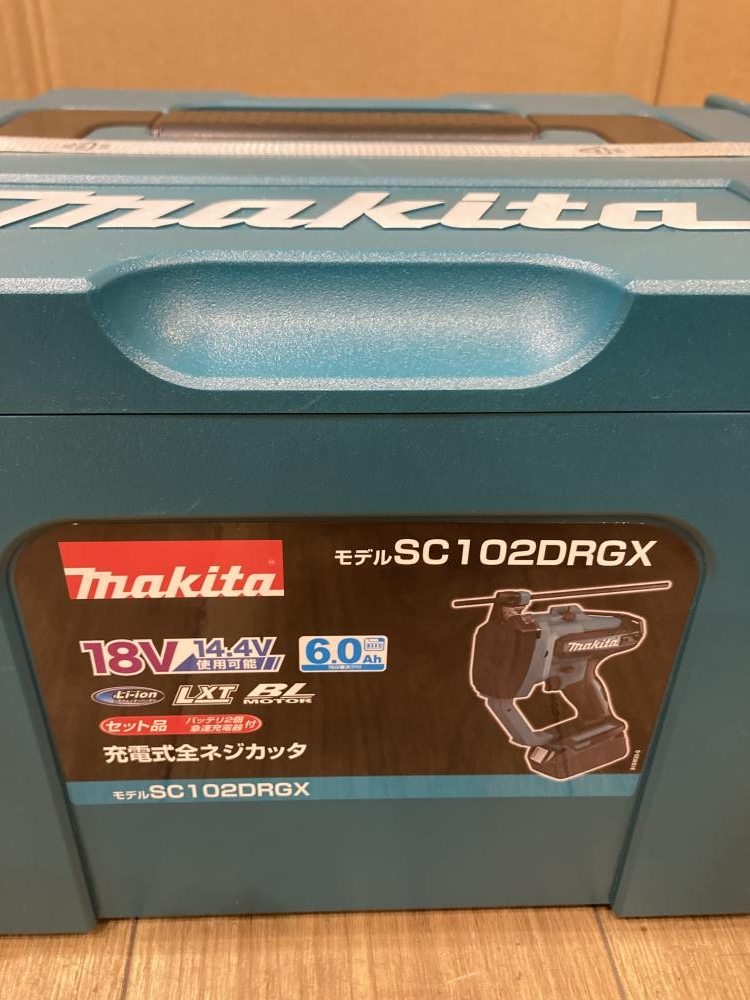 makita
makita
モデルSC102DRGX
18V 14.4V 使用可能
6.0Ah
makita
Li-ion LXT BL MOTOR
セット品 バッテリ2個 急速充電器付
充電式全ネジカッタ
モデルSC102DRGX